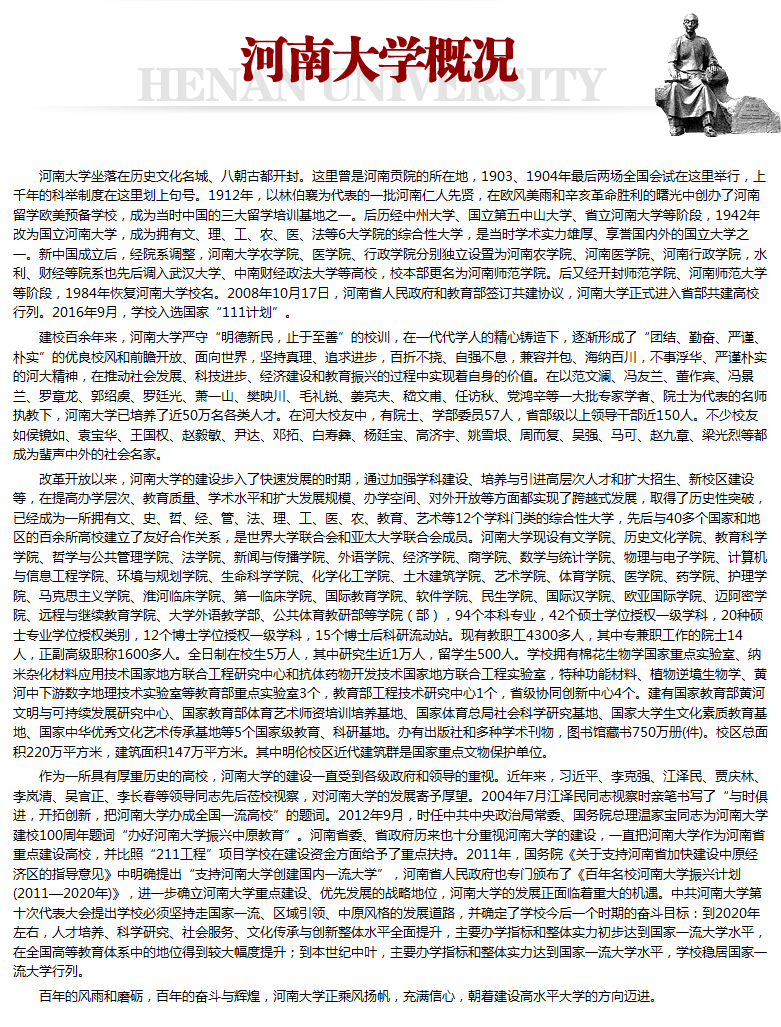 河南大学概况
HENAN UNIVERSITY
河南大学坐落在历史文化名城、八朝古都开封。这里曾是河南贡院的所在地，1903、1904年最后两场全国会试在这里举行，上
千年的科举制度在这里划上句号。1912年，以林伯襄为代表的一批河南仁人先贤，在欧风美雨和辛亥革命胜利的曙光中创办了河南
留学欧美预备学校，成为当时中国的三大留学培训基地之一。后历经中州大学、国立第五中山大学、省立河南大学等阶段，1942年
改为国立河南大学，成为拥有文、理、工、农、医、法等6大学院的综合性大学，是当时学术实力雄厚、享誉国内外的国立大学之
一。新中国成立后，经院系调整，河南大学农学院、医学院、行政学院分别独立设置为河南农学院、河南医学院、河南行政学院，水
利、财经等院系也先后调入武汉大学、中南财经政法大学等高校，校本部更名为河南师范学院。后又经开封师范学院、河南师范大学
等阶段，1984年恢复河南大学校名。2008年10月17日，河南省人民政府和教育部签订共建协议，河南大学正式进入省部共建高校
行列。2016年9月，学校入选国家“111计划”。
建校百余年来，河南大学严守“明德新民，止于至善”的校训，在一代代学人的精心铸造下，逐渐形成了“团结、勤奋、严谨、
朴实”的优良校风和前瞻开放、面向世界，坚持真理、追求进步，百折不挠、自强不息，兼容并包、海纳百川，不事浮华、严谨朴实
的河大精神，在推动社会发展、科技进步、经济建设和教育振兴的过程中实现着自身的价值。在以范文澜、冯友兰、董作宾、冯景
兰、罗章龙、郭绍虞、罗廷光、萧一山、樊映川、毛礼锐、姜亮夫、嵇文甫、任访秋、党鸿辛等一大批专家学者、院士为代表的名师
执教下，河南大学已培养了近50万名各类人才。在河大校友中，有院士、学部委员57人，省部级以上领导干部近150人。不少校友
如侯镜如、袁宝华、王国权、赵毅敏、尹达、邓拓、白寿彝、杨廷宝、高济宇、姚雪垠、周而复、吴强、马可、赵九章、梁光烈等都
成为蜚声中外的社会名家。
改革开放以来，河南大学的建设步入了快速发展的时期，通过加强学科建设、培养与引进高层次人才和扩大招生、新校区建设
等，在提高办学层次、教育质量、学术水平和扩大发展规模、办学空间、对外开放等方面都实现了跨越式发展，取得了历史性突破，
已经成为一所拥有文、史、哲、经、管、法、理、工、医、农、教育、艺术等12个学科门类的综合性大学，先后与40多个国家和地
区的百余所高校建立了友好合作关系，是世界大学联合会和亚太大学联合会成员。河南大学现设有文学院、历史文化学院、教育科学
学院、哲学与公共管理学院、法学院、新闻与传播学院、外语学院、经济学院、商学院、数学与统计学院、物理与电子学院、计算机
与信息工程学院、环境与规划学院、生命科学学院、化学化工学院、土木建筑学院、艺术学院、体育学院、医学院、药学院、护理学
院、马克思主义学院、淮河临床学院、第一临床学院、国际教育学院、软件学院、民生学院、国际汉学院、欧亚国际学院、迈阿密学
院、远程与继续教育学院、大学外语教学部、公共体育教研部等学院（部），94个本科专业，42个硕士学位授权一级学科，20种硕
士专业学位授权类别，12个博士学位授权一级学科，15个博士后科研流动站。现有教职工4300多人，其中专兼职工作的院士14
人，正副高级职称1600多人。全日制在校生5万人，其中研究生近1万人，留学生500人。学校拥有棉花生物学国家重点实验室、纳
米杂化材料应用技术国家地方联合工程研究中心和抗体药物开发技术国家地方联合工程实验室，特种功能材料、植物逆境生物学、黄
河中下游数字地理技术实验室等教育部重点实验室3个，教育部工程技术研究中心1个，省级协同创新中心4个。建有国家教育部黄河
文明与可持续发展研究中心、国家教育部体育艺术师资培训培养基地、国家体育总局社会科学研究基地、国家大学生文化素质教育基
地、国家中华优秀文化艺术传承基地等5个国家级教育、科研基地。办有出版社和多种学术刊物，图书馆藏书750万册(件)。校区总面
积220万平方米，建筑面积147万平方米。其中明伦校区近代建筑群是国家重点文物保护单位。
作为一所具有厚重历史的高校，河南大学的建设一直受到各级政府和领导的重视。近年来，习近平、李克强、江泽民、贾庆林、
李岚清、吴官正、李长春等领导同志先后莅校视察，对河南大学的发展寄予厚望。2004年7月江泽民同志视察时亲笔书写了“与时俱
进，开拓创新，把河南大学办成全国一流高校”的题词。2012年9月，时任中共中央政治局常委、国务院总理温家宝同志为河南大学
建校100周年题词“办好河南大学振兴中原教育”。河南省委、省政府历来也十分重视河南大学的建设，一直把河南大学作为河南省
重点建设高校，并比照“211工程”项目学校在建设资金方面给予了重点扶持。2011年，国务院《关于支持河南省加快建设中原经
济区的指导意见》中明确提出“支持河南大学创建国内一流大学”，河南省人民政府也专门颁布了《百年名校河南大学振兴计划
(2011—2020年)》，进一步确立河南大学重点建设、优先发展的战略地位，河南大学的发展正面临着重大的机遇。中共河南大学第
十次代表大会提出学校必须坚持走国家一流、区域引领、中原风格的发展道路，并确定了学校今后一个时期的奋斗目标：到2020年
左右，人才培养、科学研究、社会服务、文化传承与创新整体水平全面提升，主要办学指标和整体实力初步达到国家一流大学水平，
在全国高等教育体系中的地位得到较大幅度提升；到本世纪中叶，主要办学指标和整体实力达到国家一流大学水平，学校稳居国家一
流大学行列。
百年的风雨和磨砺，百年的奋斗与辉煌，河南大学正乘风扬帆，充满信心，朝着建设高水平大学的方向迈进。